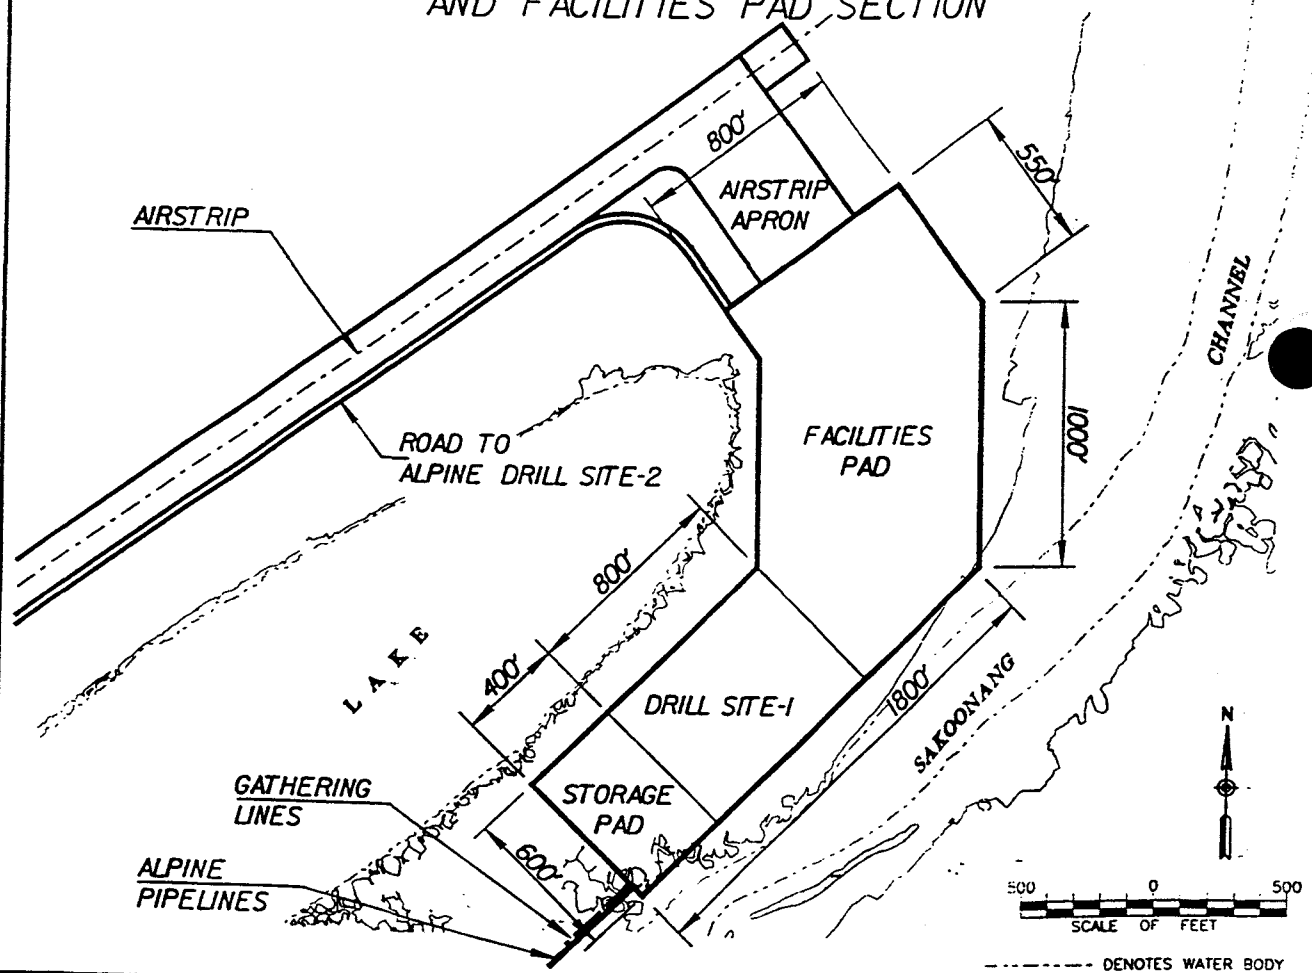 AND FACILITIES PAD SECTION
800'
550'
AIRSTRIP
APRON
AIRSTRIP
CHANNEL
1000'
FACILITIES
PAD
ROAD TO
ALPINE DRILL SITE-2
800'
400'
LAKE
DRILL SITE-1
1800'
SAKOONANG
N
GATHERING
LINES
STORAGE
PAD
600'
ALPINE
PIPELINES
500 0 500
SCALE OF FEET
DENOTES WATER BODY